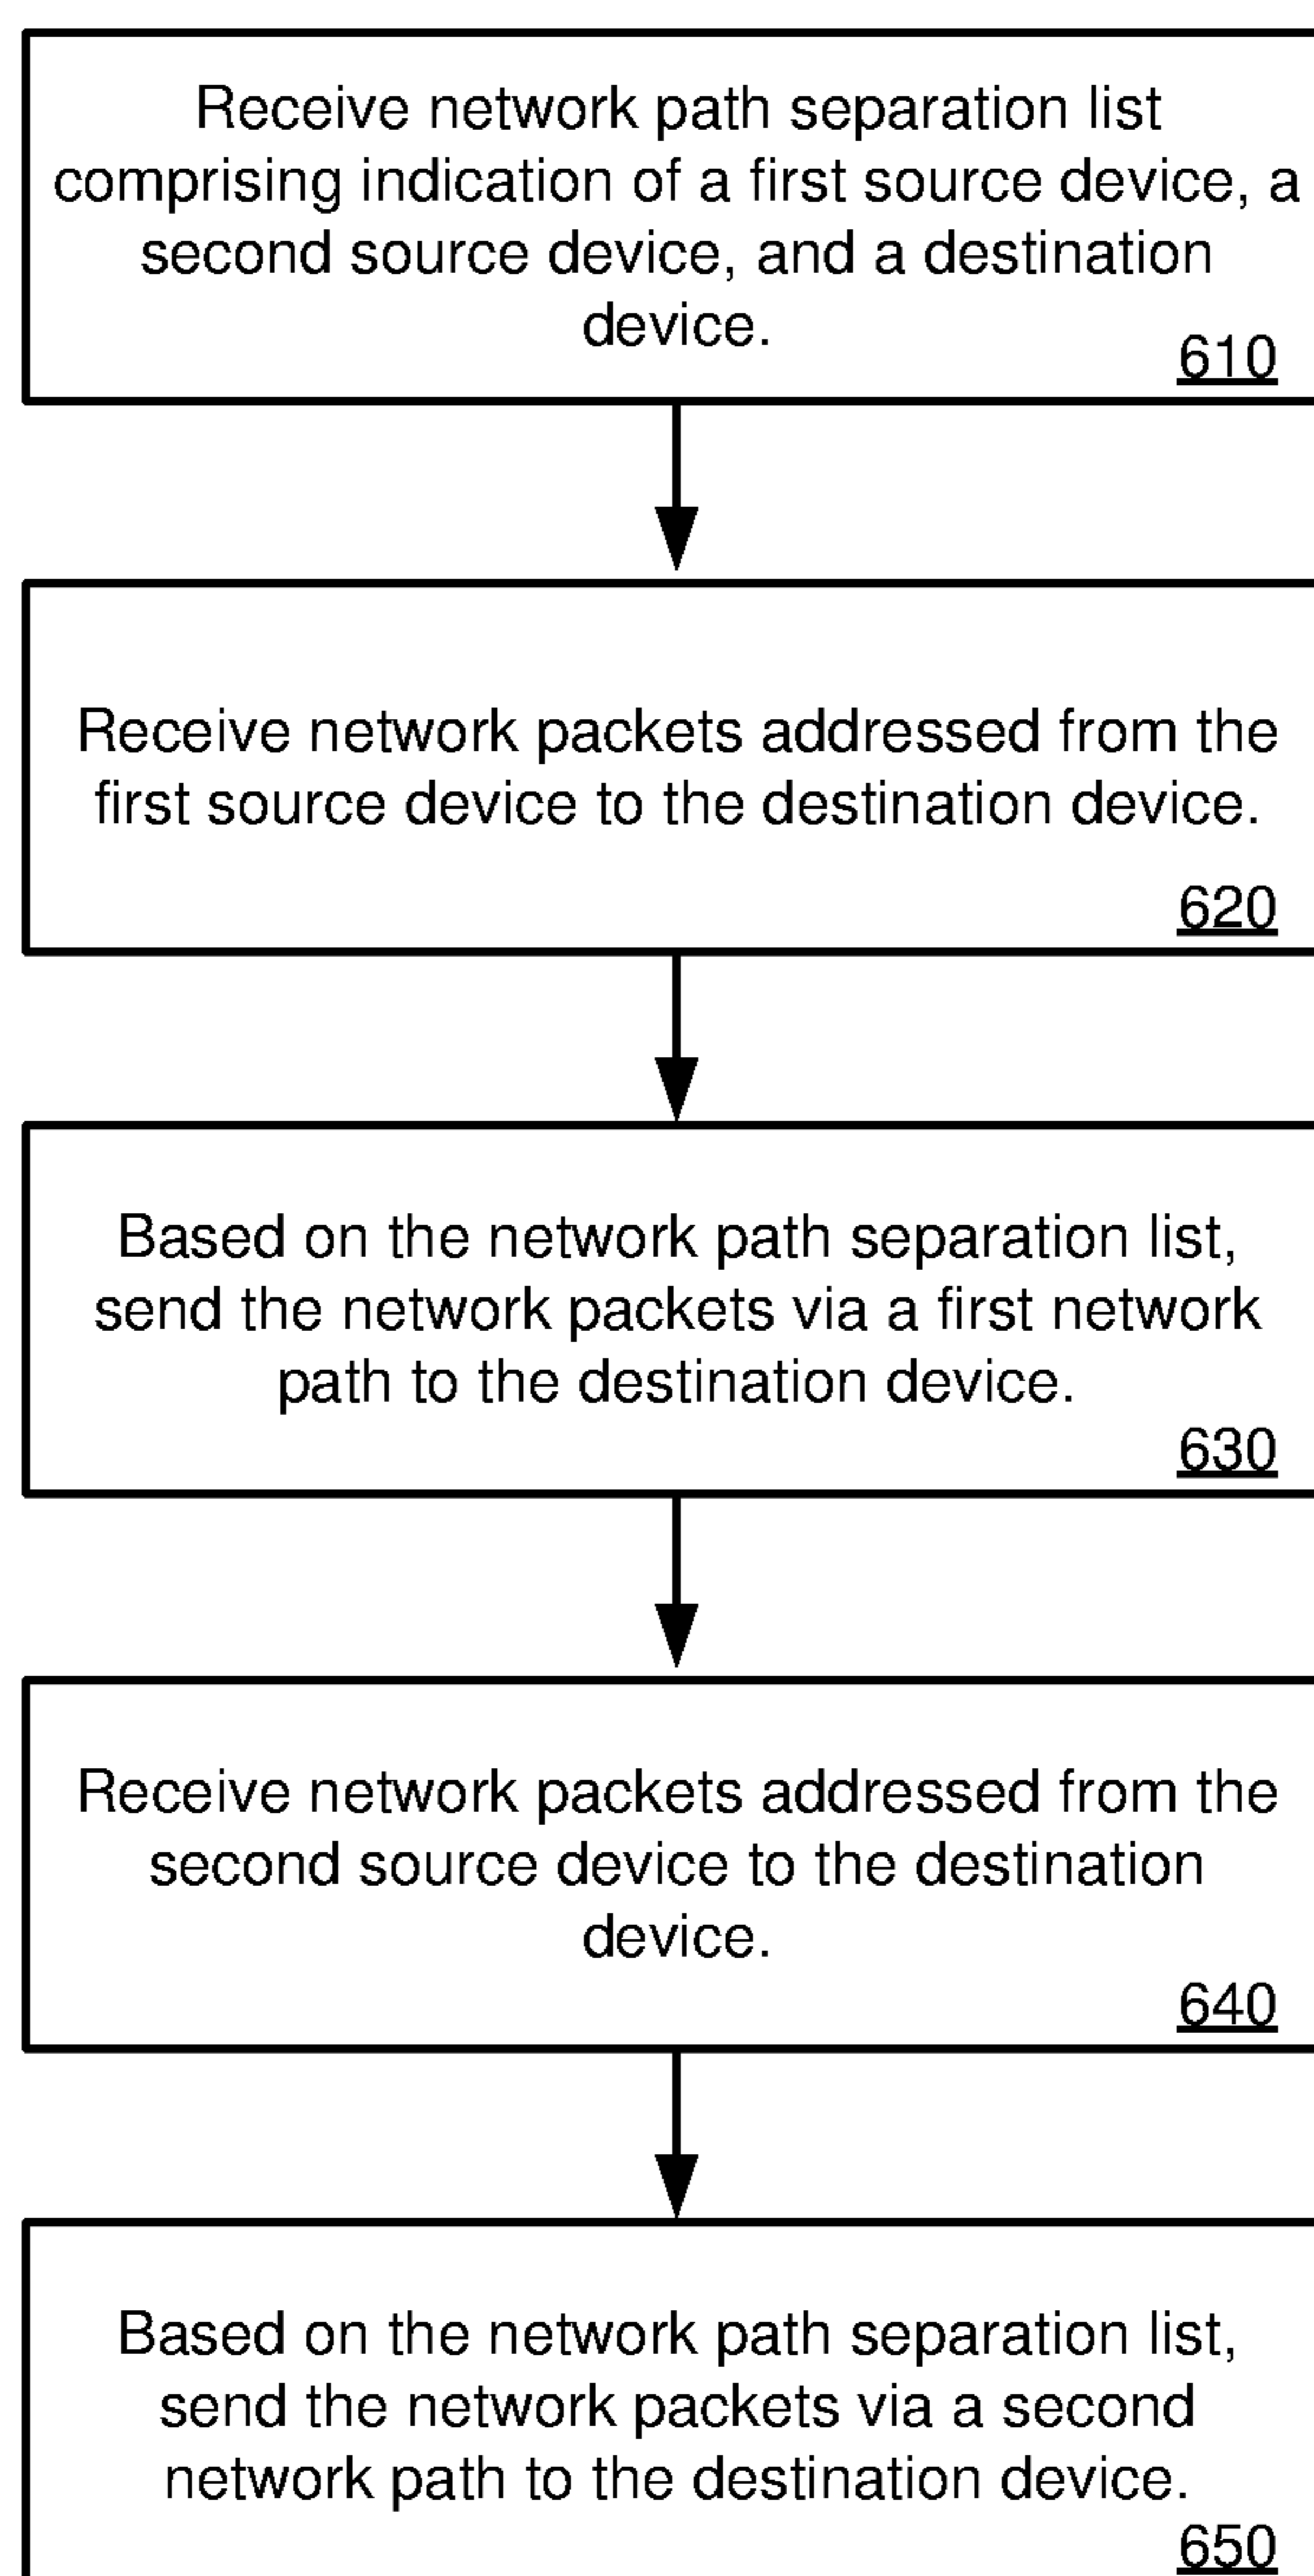 Receive network path separation list
comprising indication of a first source device, a
second source device, and a destination
device.
610
Receive network packets addressed from the
first source device to the destination device.
620
Based on the network path separation list,
send the network packets via a first network
path to the destination device.
630
Receive network packets addressed from the
second source device to the destination
device.
640
Based on the network path separation list,
send the network packets via a second
network path to the destination device.
650